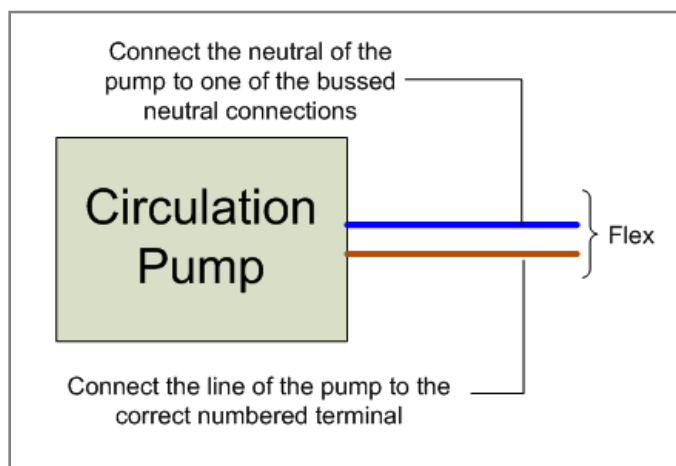 Connect the neutral of the
pump to one of the bussed
neutral connections
Circulation
Pump
Flex
Connect the line of the pump to the
correct numbered terminal